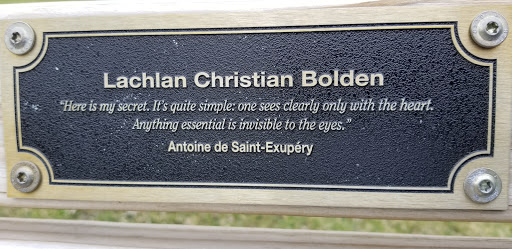 Lachlan Christian Bolden
"Here is my secret. It's quite simple: one sees clearly only with the heart.
Anything essential is invisible to the eyes."
Antoine de Saint-Exupéry